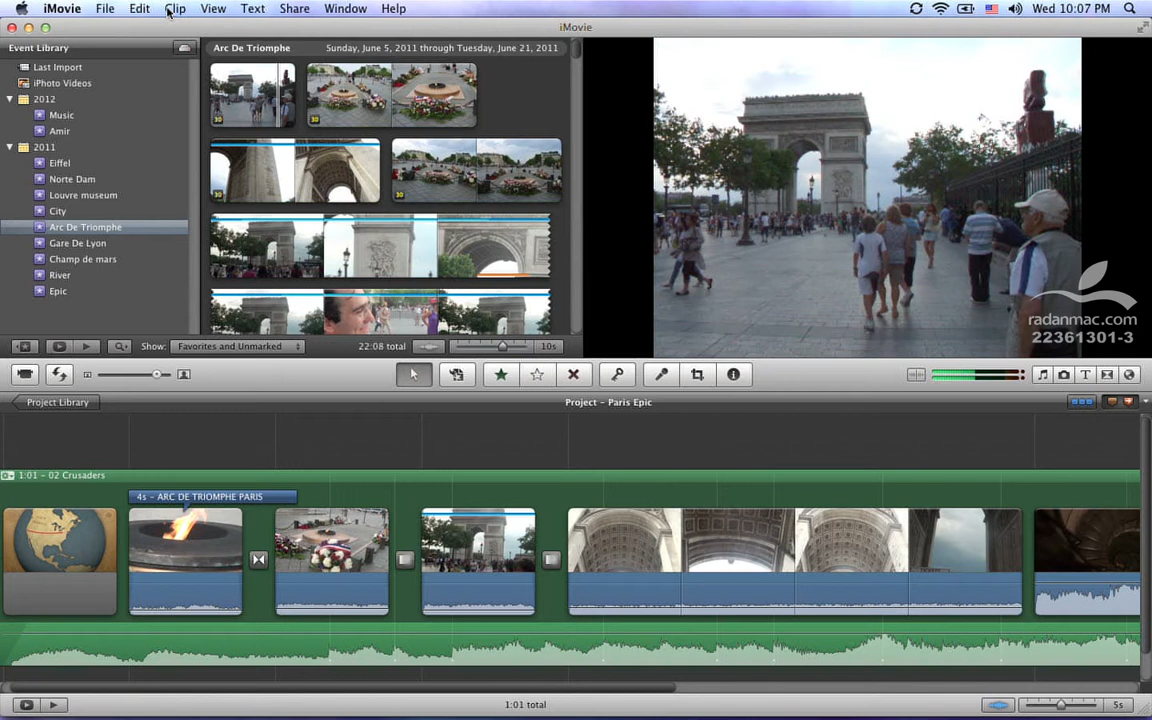 iMovie File Edit Clip View Text Share Window Help Wed 10:07 PM
iMovie
Event Library
Arc De Triomphe Sunday, June 5, 2011 through Tuesday, June 21, 2011
Last Import
iPhoto Videos
2012
Music
Amir
2011
Eiffel
Norte Dam
Louvre museum
City
Arc De Triomphe
Gare De Lyon
Champ de mars
River
Epic
30
30
30
30
radanmac.com
22361301-3
Show: Favorites and Unmarked 22:08 total 10s
Project Library Project - Paris Epic
1:01 - 02 Crusaders
4s - ARC DE TRIOMPHE PARIS
1:01 total 5s